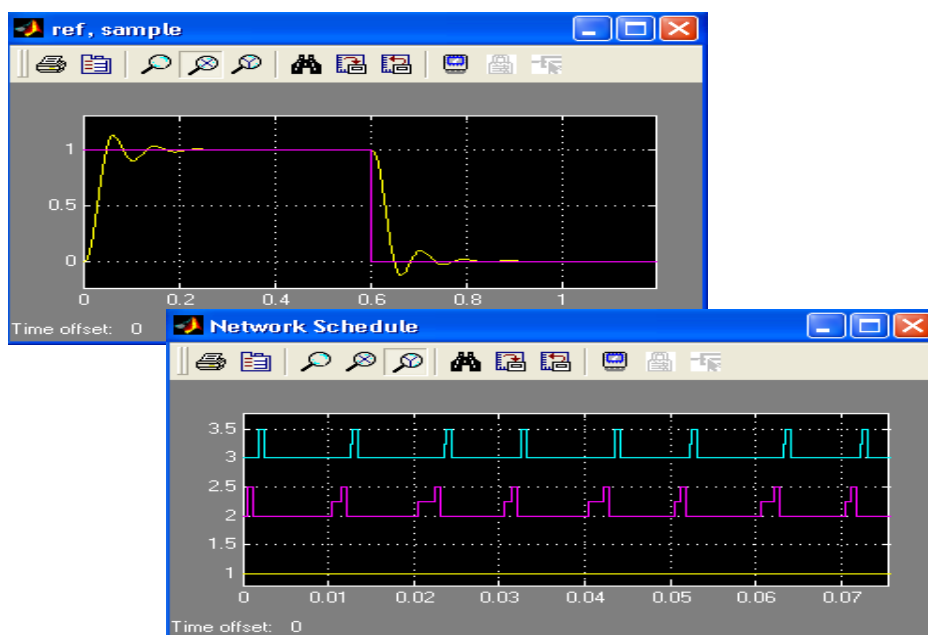 ref, sample
1
0.5
0
0 0.2 0.4 0.6 0.8 1
Time offset: 0
Network Schedule
3.5
3
2.5
2
1.5
1
0 0.01 0.02 0.03 0.04 0.05 0.06 0.07
Time offset: 0